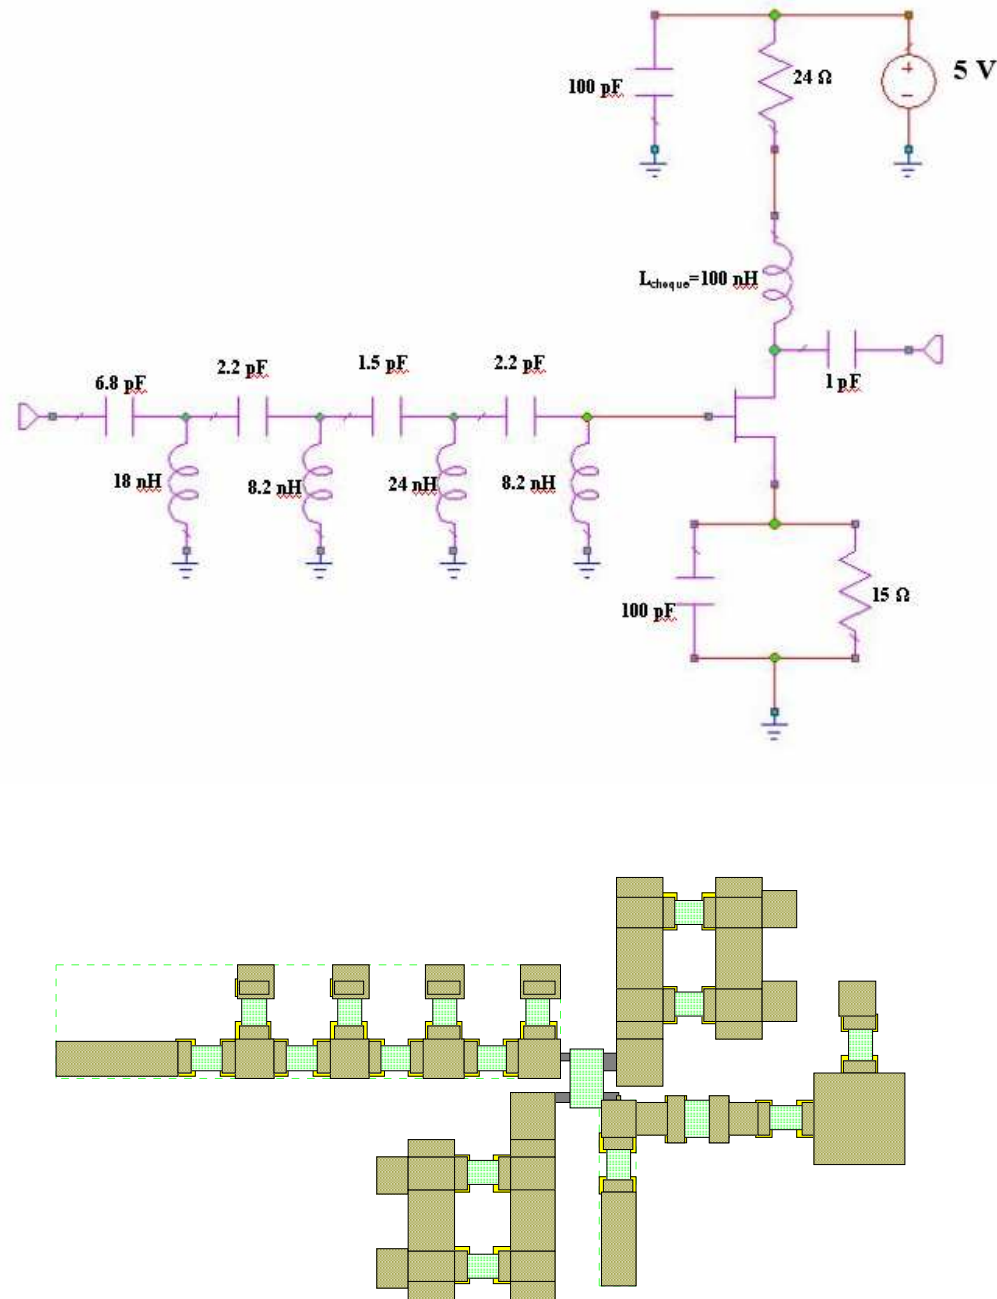 5 V
24 Ω
100 pF
Lcheque=100 nH
2.2 pF
1.5 pF
2.2 pF
6.8 pF
1 pF
18 nH
8.2 nH
24 nH
8.2 nH
100 pF
15 Ω